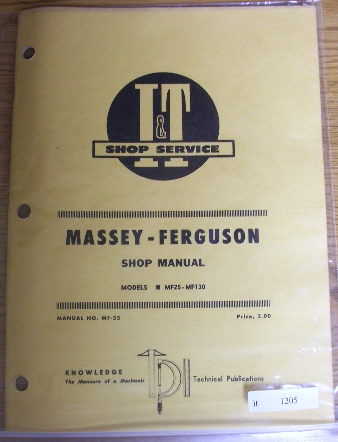 I&T
SHOP SERVICE
MASSEY-FERGUSON
SHOP MANUAL
MODELS ■ MF25-MF130
MANUAL NO. MF-25 Price, 2.00
KNOWLEDGE
The Measure of a Mechanic
Technical Publications
it 1205